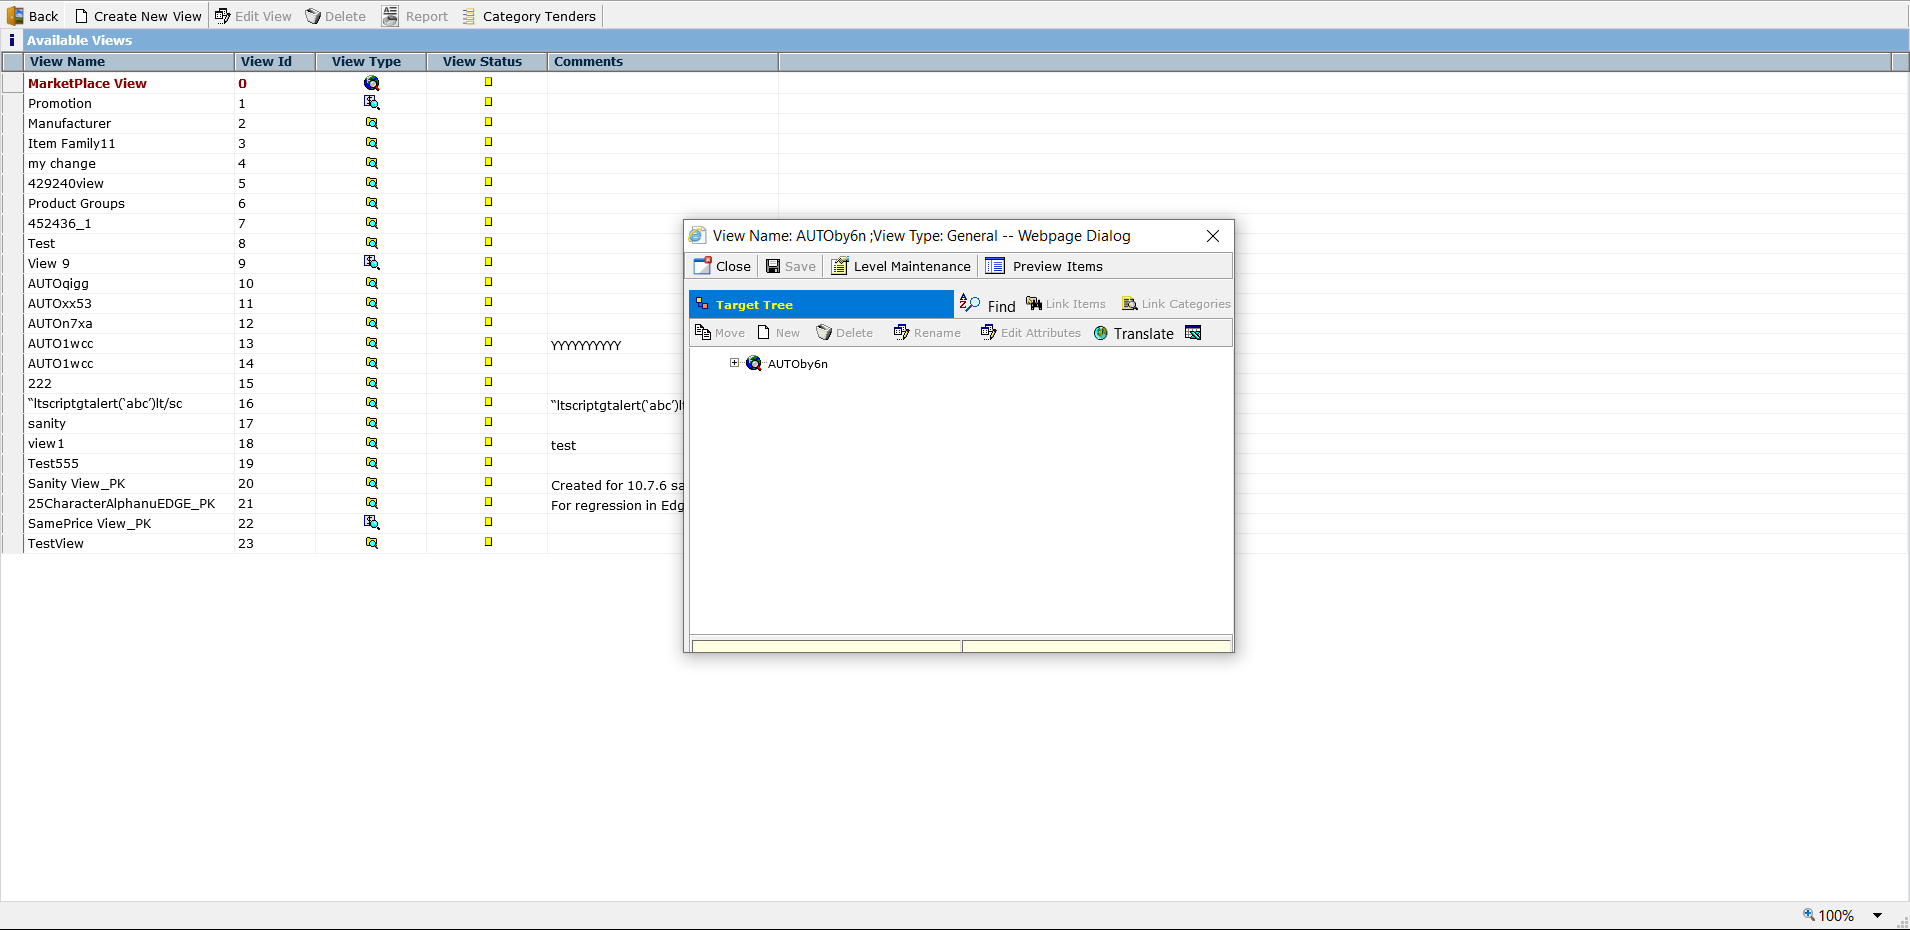 Back Create New View Edit View Delete Report Category Tenders
i Available Views
View Name View Id View Type View Status Comments
MarketPlace View 0
Promotion 1
Manufacturer 2
Item Family11 3
my change 4
429240view 5
Product Groups 6
452436_1 7
Test 8
View 9 9
AUTOqigg 10
AUTOxx53 11
AUTOn7xa 12
AUTO1wcc 13 YYYYYYYYYY
AUTO1wcc 14
222 15
“ltscriptgtalert(‘abc’)lt/sc 16 “ltscriptgtalert(‘abc’)lt
sanity 17
view1 18 test
Test555 19
Sanity View_PK 20 Created for 10.7.6 sa
25CharacterAlphanuEDGE_PK 21 For regression in Edg
SamePrice View_PK 22
TestView 23
View Name: AUTOby6n ;View Type: General -- Webpage Dialog
Close Save Level Maintenance Preview Items
Target Tree Find Link Items Link Categories
Move New Delete Rename Edit Attributes Translate
AUTOby6n
100%